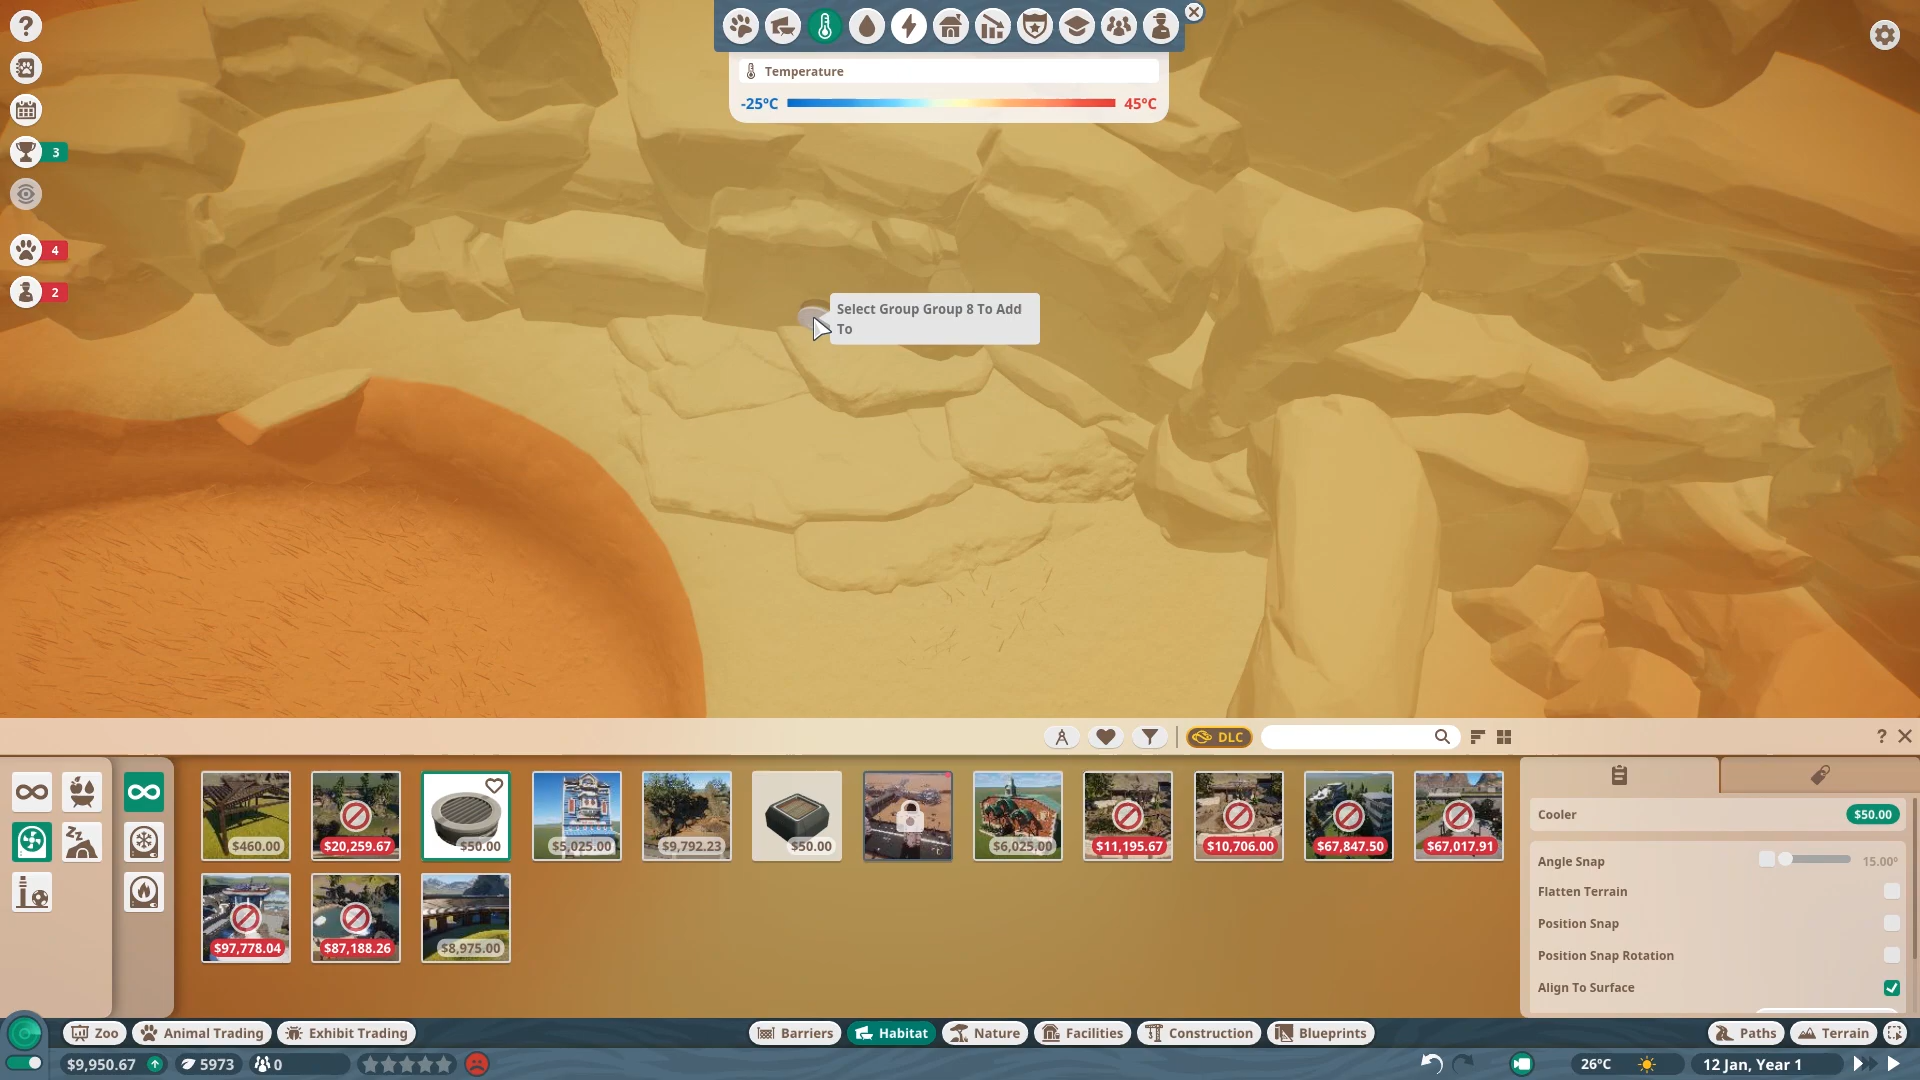 Temperature
-25°C
45°C
3
4
2
Select Group Group 8 To Add
To
DLC
$460.00
$20,259.67
$50.00
$5,025.00
$9,792.23
$50.00
$6,025.00
$11,195.67
$10,706.00
$67,847.50
$67,017.91
$97,778.04
$87,188.26
$8,975.00
Cooler
$50.00
Angle Snap
15.00°
Flatten Terrain
Position Snap
Position Snap Rotation
Align To Surface
Zoo
Animal Trading
Exhibit Trading
Barriers
Habitat
Nature
Facilities
Construction
Blueprints
Paths
Terrain
$9,950.67
5973
0
26°C
12 Jan, Year 1